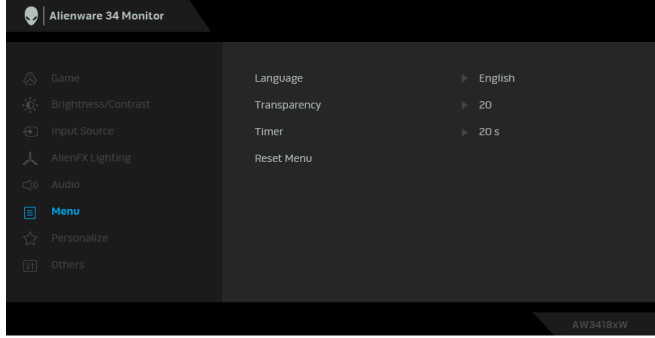 Alienware 34 Monitor
Game
Language English
Brightness/Contrast
Transparency 20
Input Source
Timer 20 s
AlienFX Lighting
Reset Menu
Audio
Menu
Personalize
Others
AW3418xW